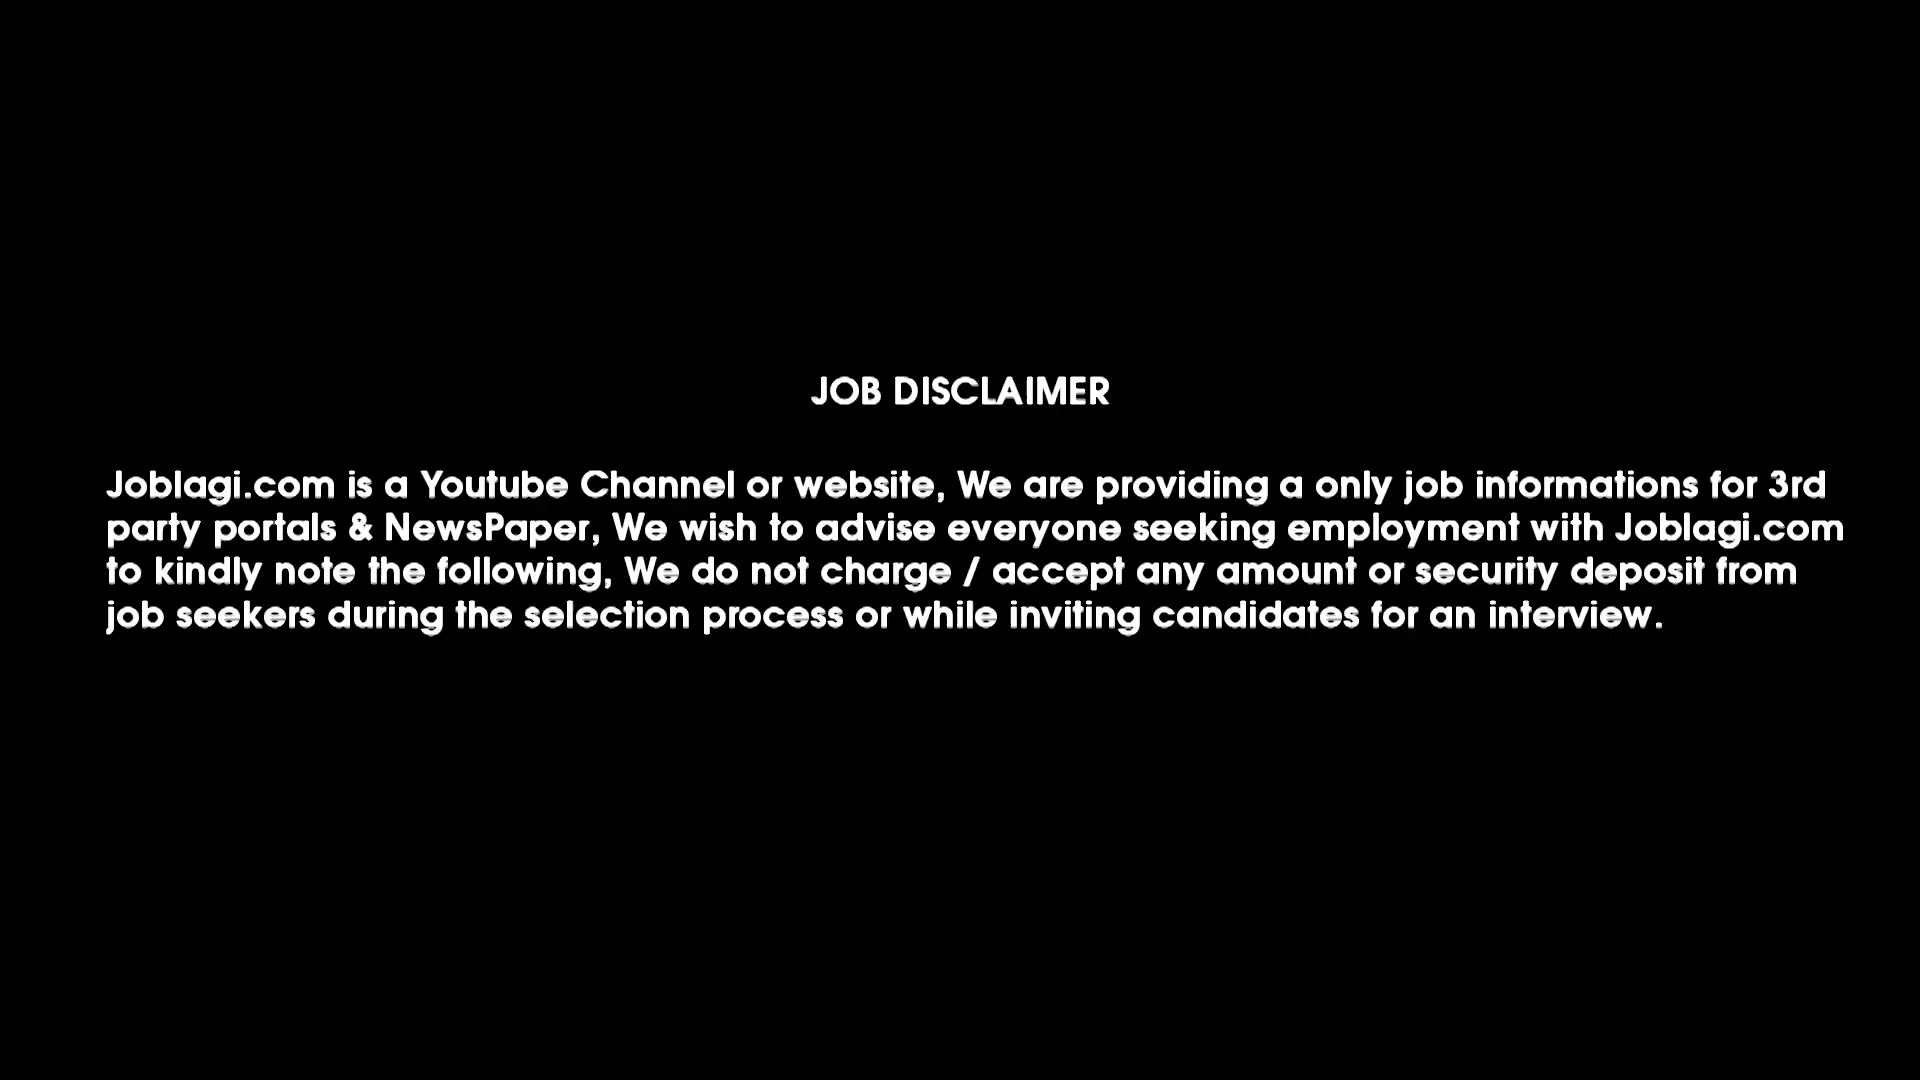 JOB DISCLAIMER
Joblagi.com is a Youtube Channel or website, We are providing a only job informations for 3rd
party portals & NewsPaper, We wish to advise everyone seeking employment with Joblagi.com
to kindly note the following, We do not charge / accept any amount or security deposit from
job seekers during the selection process or while inviting candidates for an interview.